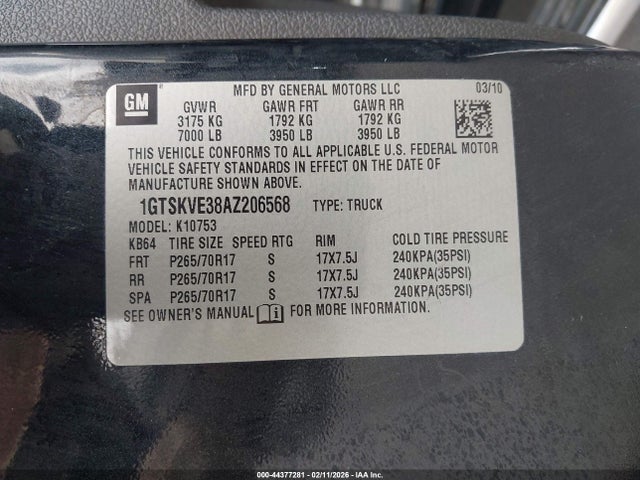 GM
MFD BY GENERAL MOTORS LLC 03/10
GVWR GAWR FRT GAWR RR
3175 KG 1792 KG 1792 KG
7000 LB 3950 LB 3950 LB
THIS VEHICLE CONFORMS TO ALL APPLICABLE U.S. FEDERAL MOTOR
VEHICLE SAFETY STANDARDS IN EFFECT ON THE DATE OF
MANUFACTURE SHOWN ABOVE.
1GTSKVE38AZ206568 TYPE: TRUCK
MODEL: K10753
KB64 TIRE SIZE SPEED RTG RIM COLD TIRE PRESSURE
FRT P265/70R17 S 17X7.5J 240KPA(35PSI)
RR P265/70R17 S 17X7.5J 240KPA(35PSI)
SPA P265/70R17 S 17X7.5J 240KPA(35PSI)
SEE OWNER'S MANUAL i FOR MORE INFORMATION.
000-44377281 - 02/11/2026 - IAA Inc.